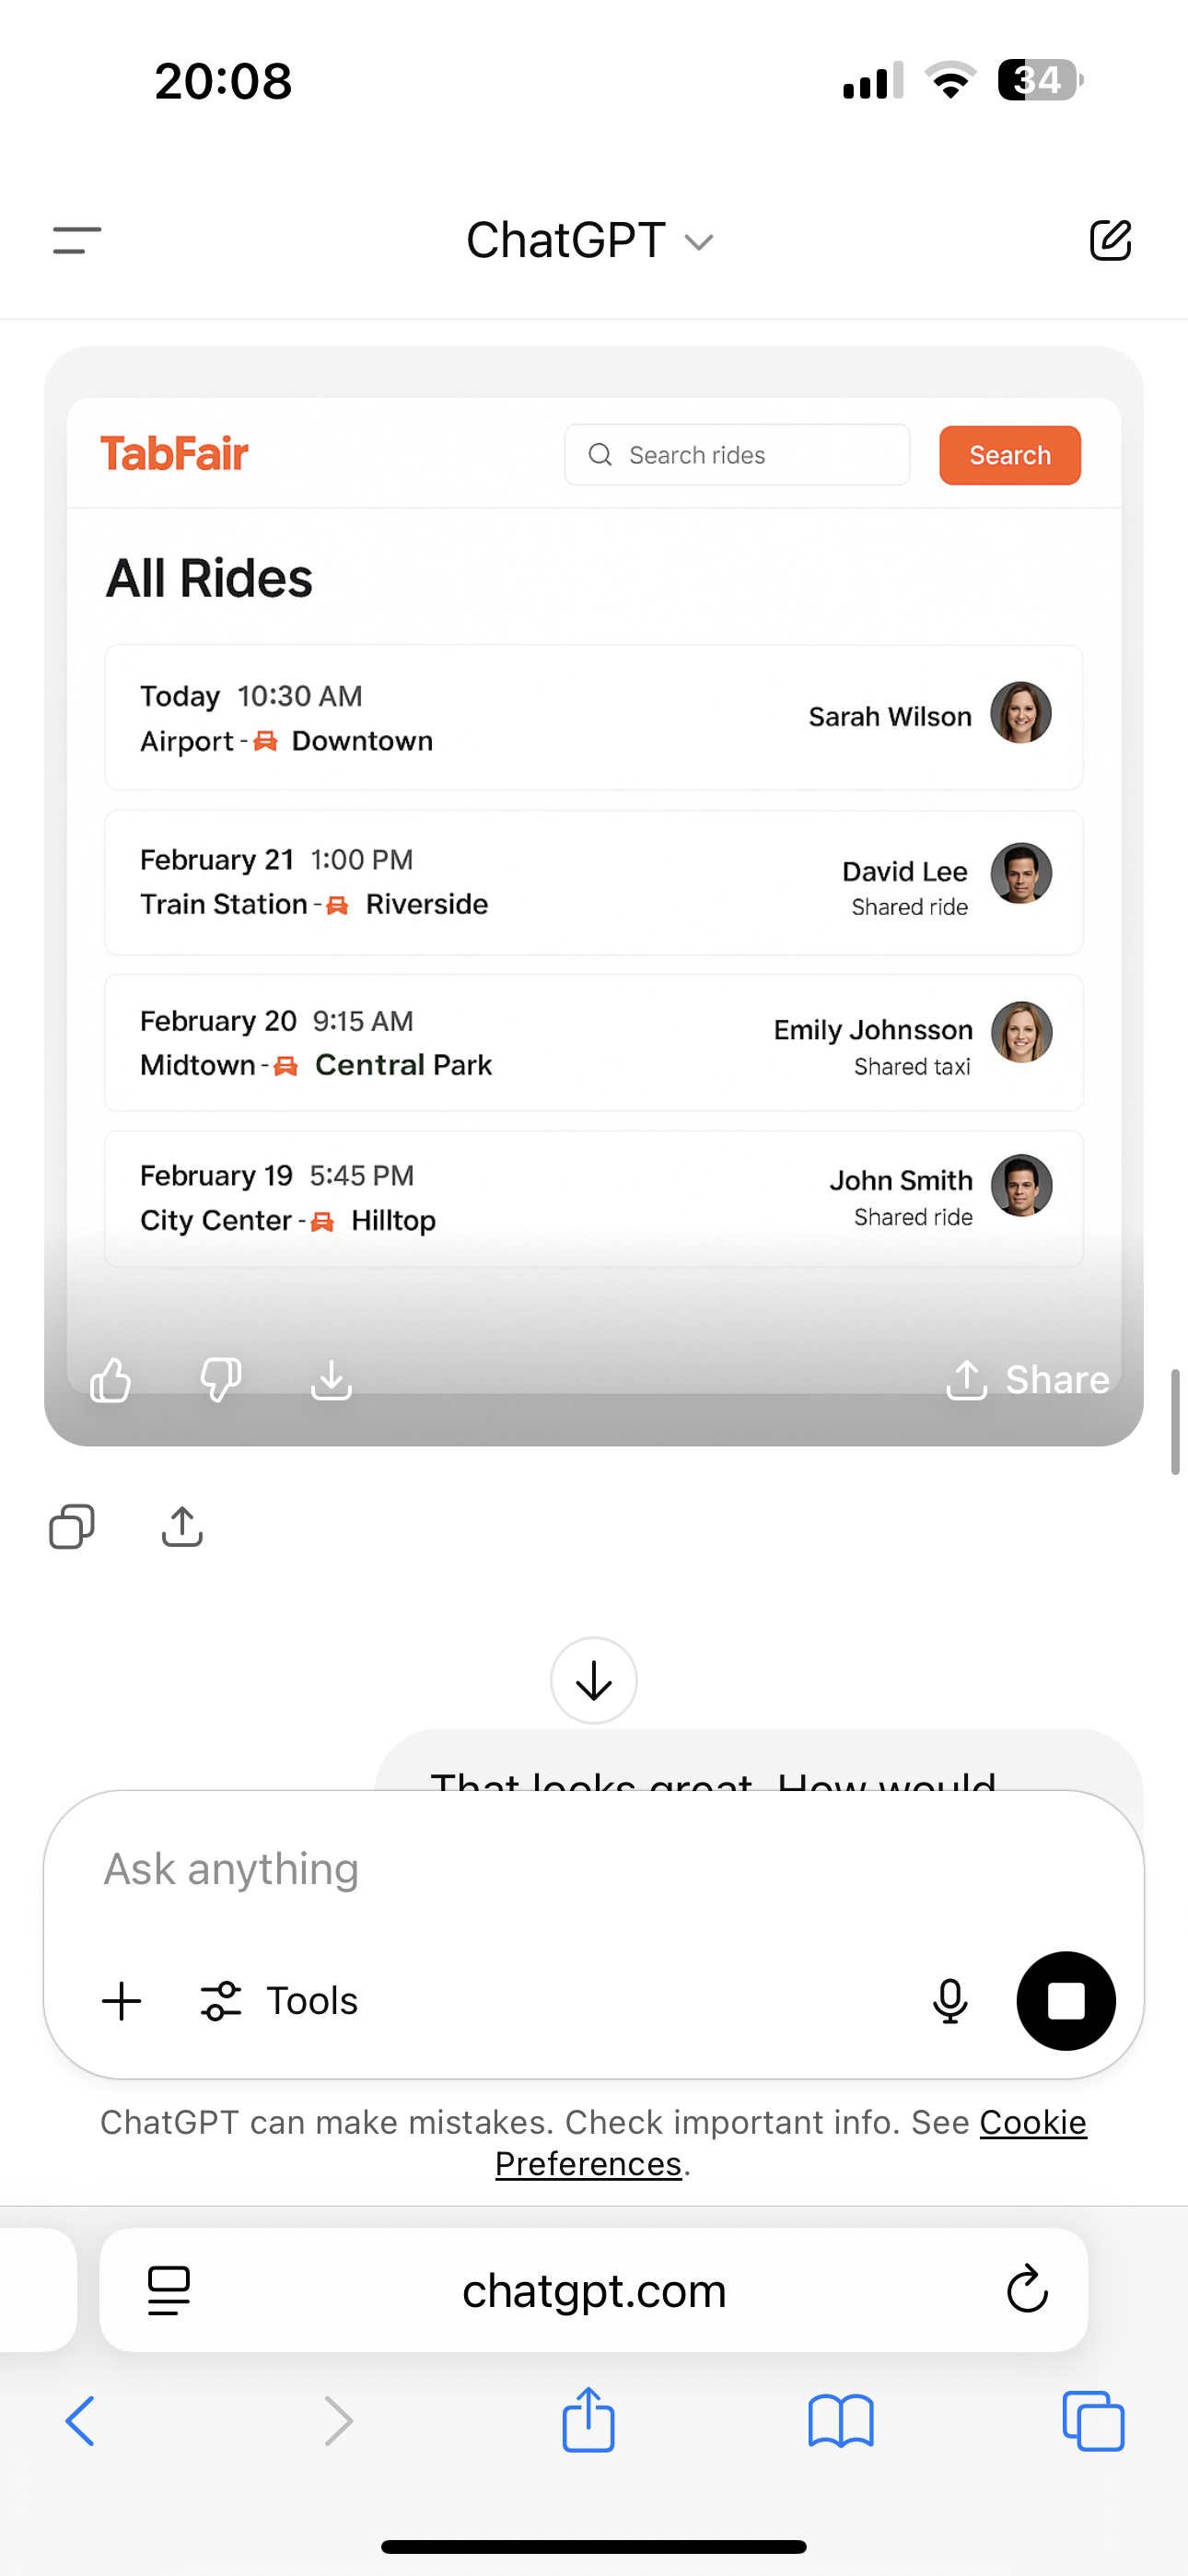 20:08
34
ChatGPT
TabFair
Search rides
Search
All Rides
Today 10:30 AM
Airport - Downtown
Sarah Wilson
February 21 1:00 PM
Train Station - Riverside
David Lee
Shared ride
February 20 9:15 AM
Midtown - Central Park
Emily Johnsson
Shared taxi
February 19 5:45 PM
City Center - Hilltop
John Smith
Shared ride
Share
That looks great. How would
Ask anything
Tools
ChatGPT can make mistakes. Check important info. See Cookie
Preferences.
chatgpt.com